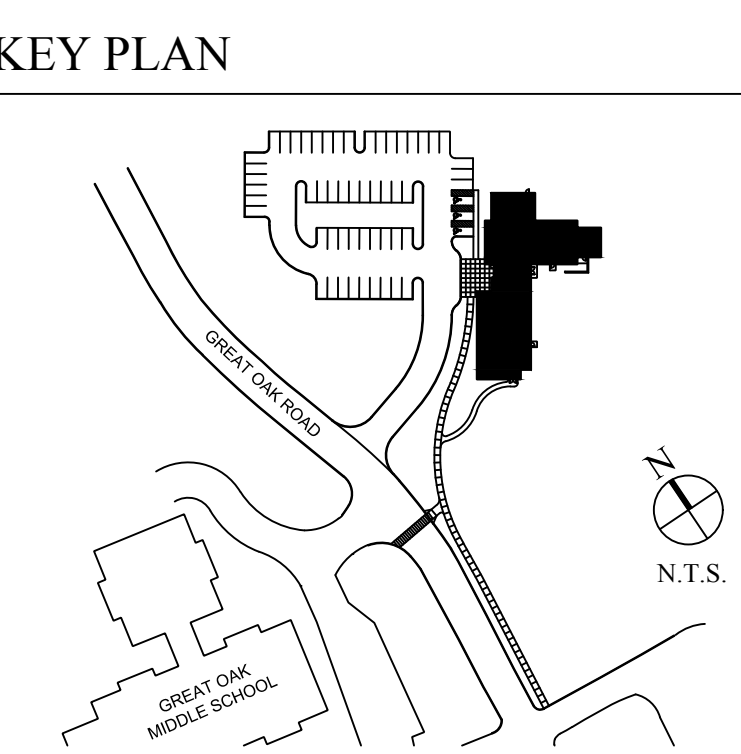 KEY PLAN
GREAT OAK ROAD
N
N.T.S.
GREAT OAK
MIDDLE SCHOOL